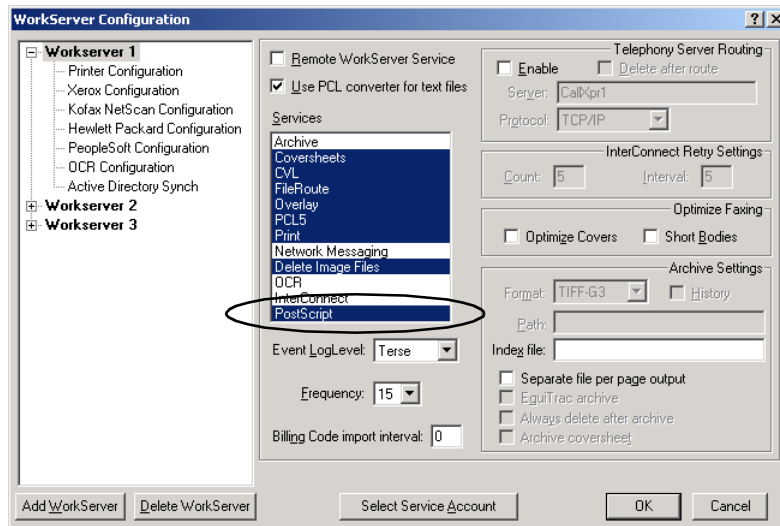 WorkServer Configuration
Workserver 1
Printer Configuration
Xerox Configuration
Kofax NetScan Configuration
Hewlett Packard Configuration
PeopleSoft Configuration
OCR Configuration
Active Directory Synch
Workserver 2
Workserver 3
Remote WorkServer Service
Use PCL converter for text files
Services
Archive
Coversheets
CVL
FileRoute
Overlay
PCL5
Print
Network Messaging
Delete Image Files
OCR
InterConnect
PostScript
Event LogLevel: Terse
Frequency: 15
Billing Code import interval: 0
Telephony Server Routing
Enable Delete after route
Server: CallXpr1
Protocol: TCP/IP
InterConnect Retry Settings
Count: 5 Interval: 5
Optimize Faxing
Optimize Covers Short Bodies
Archive Settings
Format: TIFF-G3 History
Path:
Index file:
Separate file per page output
EquiTrac archive
Always delete after archive
Archive coversheet
Add WorkServer Delete WorkServer Select Service Account OK Cancel